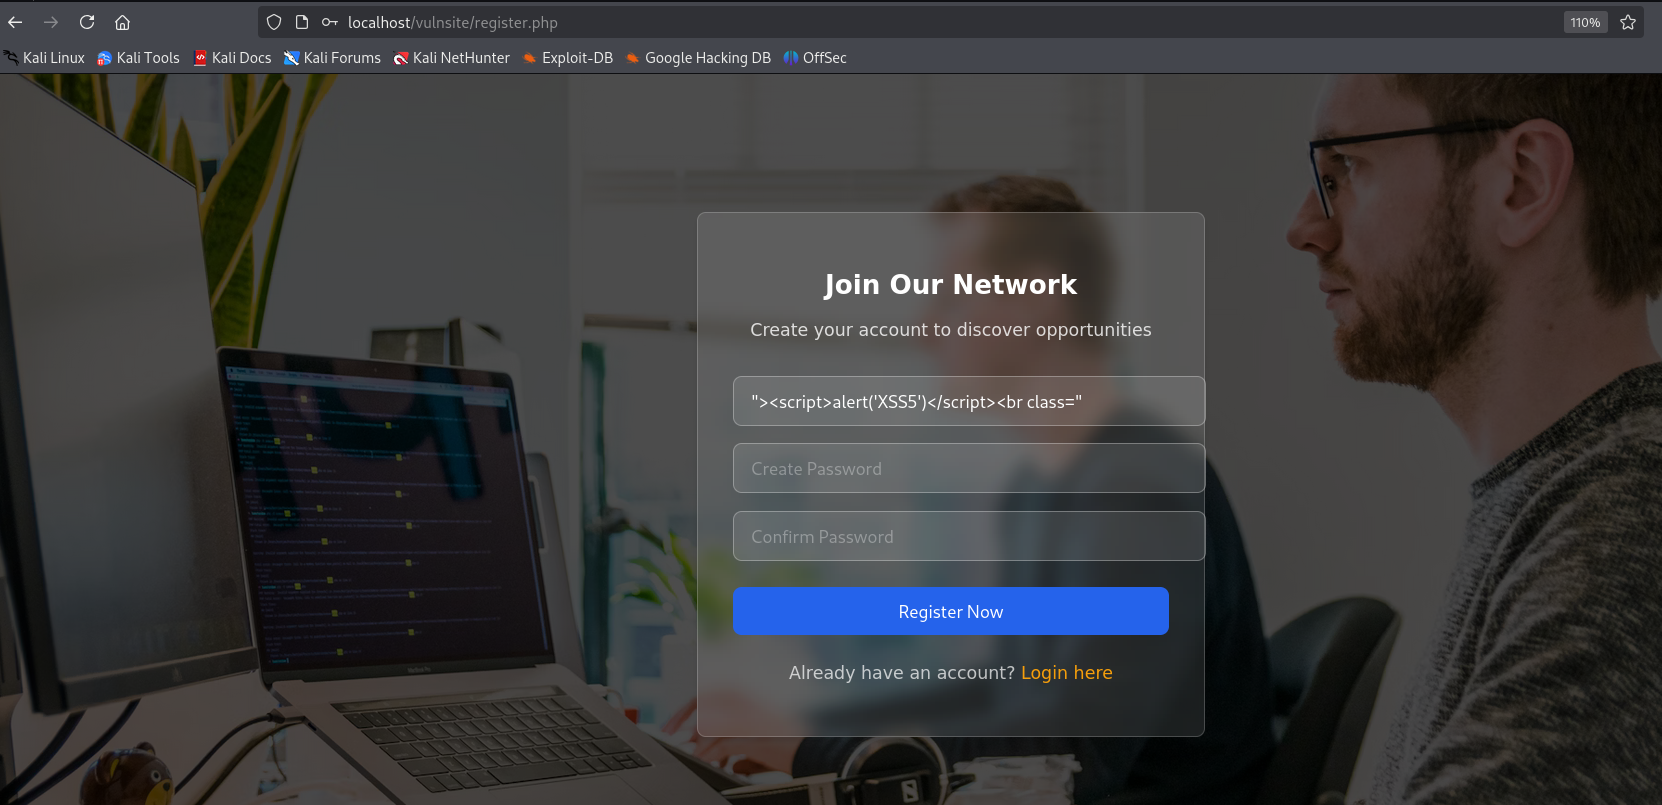 localhost/vulnsite/register.php
110%
Kali Linux Kali Tools Kali Docs Kali Forums Kali NetHunter Exploit-DB Google Hacking DB OffSec
Join Our Network
Create your account to discover opportunities
"><script>alert('XSS5')</script><br class="
Create Password
Confirm Password
Register Now
Already have an account? Login here